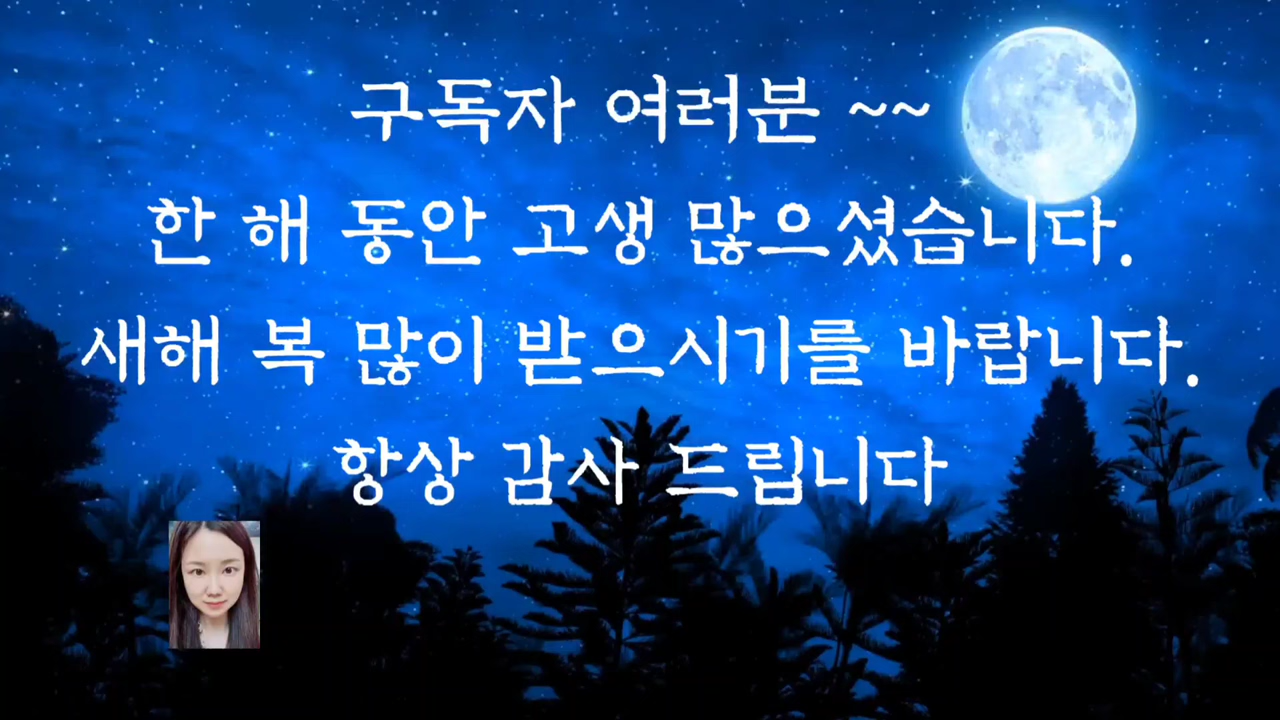 구독자 여러분 ~~
한 해 동안 고생 많으셨습니다.
새해 복 많이 받으시기를 바랍니다.
항상 감사 드립니다